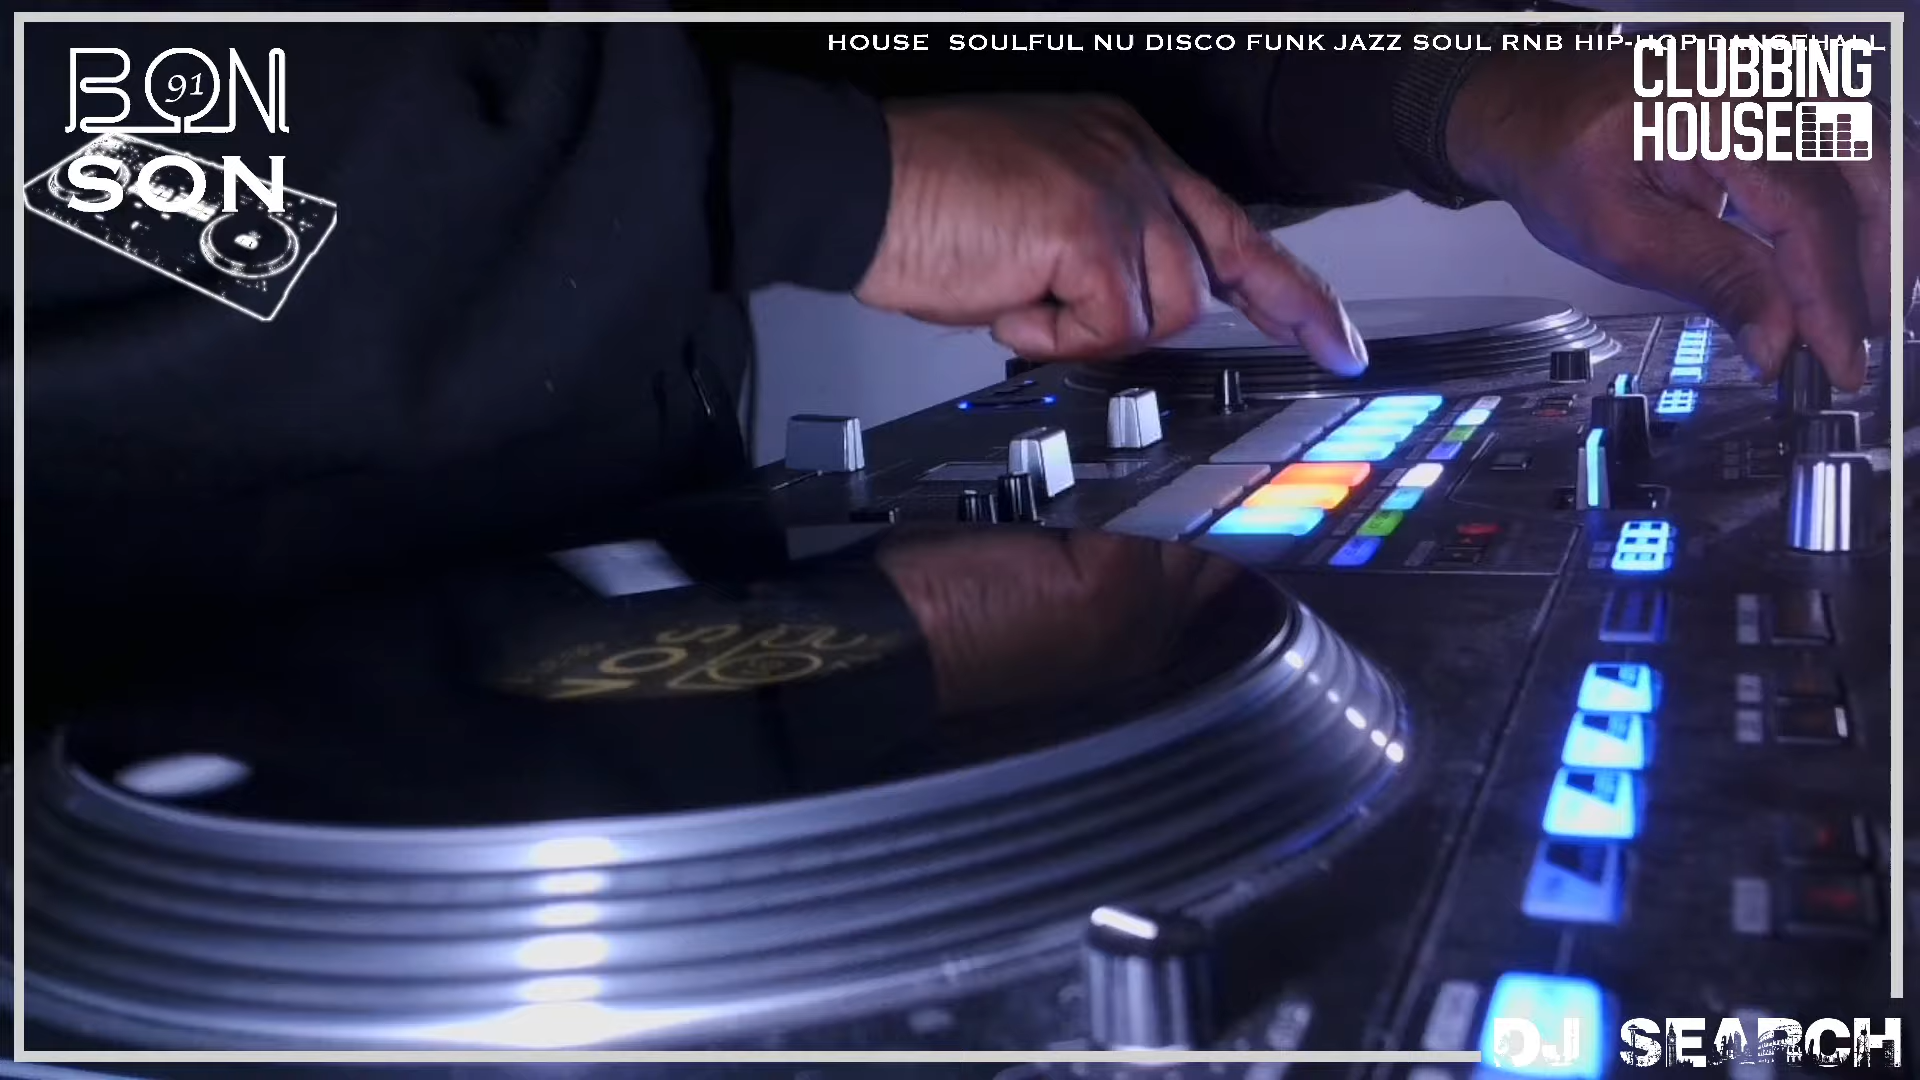 HOUSE SOULFUL NU DISCO FUNK JAZZ SOUL RNB HIP-HOP DANCEHALL
BON
91
SON
CLUBBING
HOUSE
DJ SEARCH